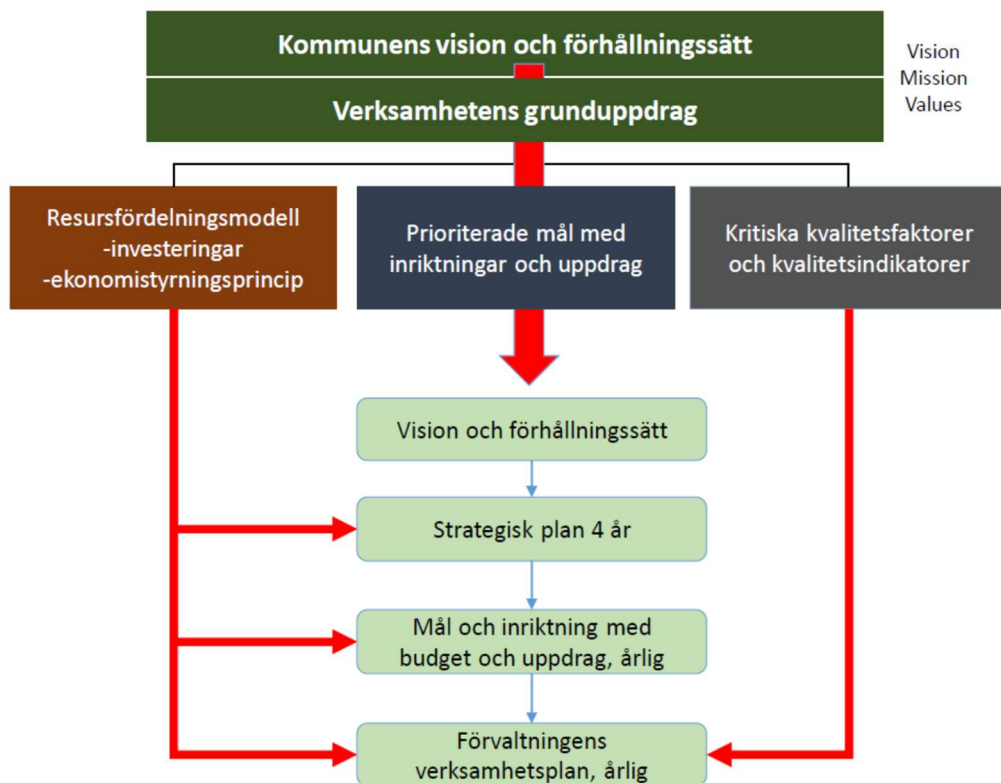 Kommunens vision och förhållningssätt
Vision
Mission
Values
Verksamhetens grunduppdrag
Resursfördelningsmodell
-investeringar
-ekonomistyrningsprincip
Prioriterade mål med
inriktningar och uppdrag
Kritiska kvalitetsfaktorer
och kvalitetsindikatorer
Vision och förhållningssätt
Strategisk plan 4 år
Mål och inriktning med
budget och uppdrag, årlig
Förvaltningens
verksamhetsplan, årlig